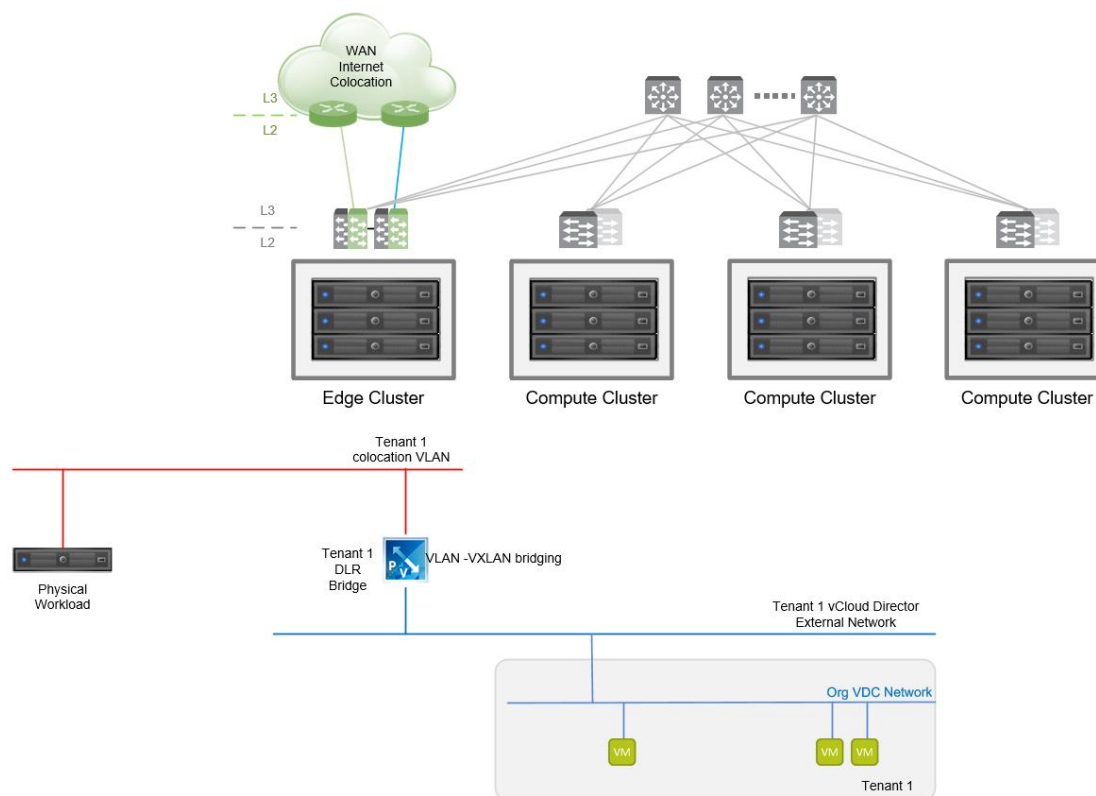 WAN
Internet
Colocation
L3
L2
L3
L2
Edge Cluster
Compute Cluster
Compute Cluster
Compute Cluster
Tenant 1
colocation VLAN
Tenant 1
DLR
Bridge
P
V
VLAN -VXLAN bridging
Physical
Workload
Tenant 1 vCloud Director
External Network
Org VDC Network
VM
VM
VM
Tenant 1